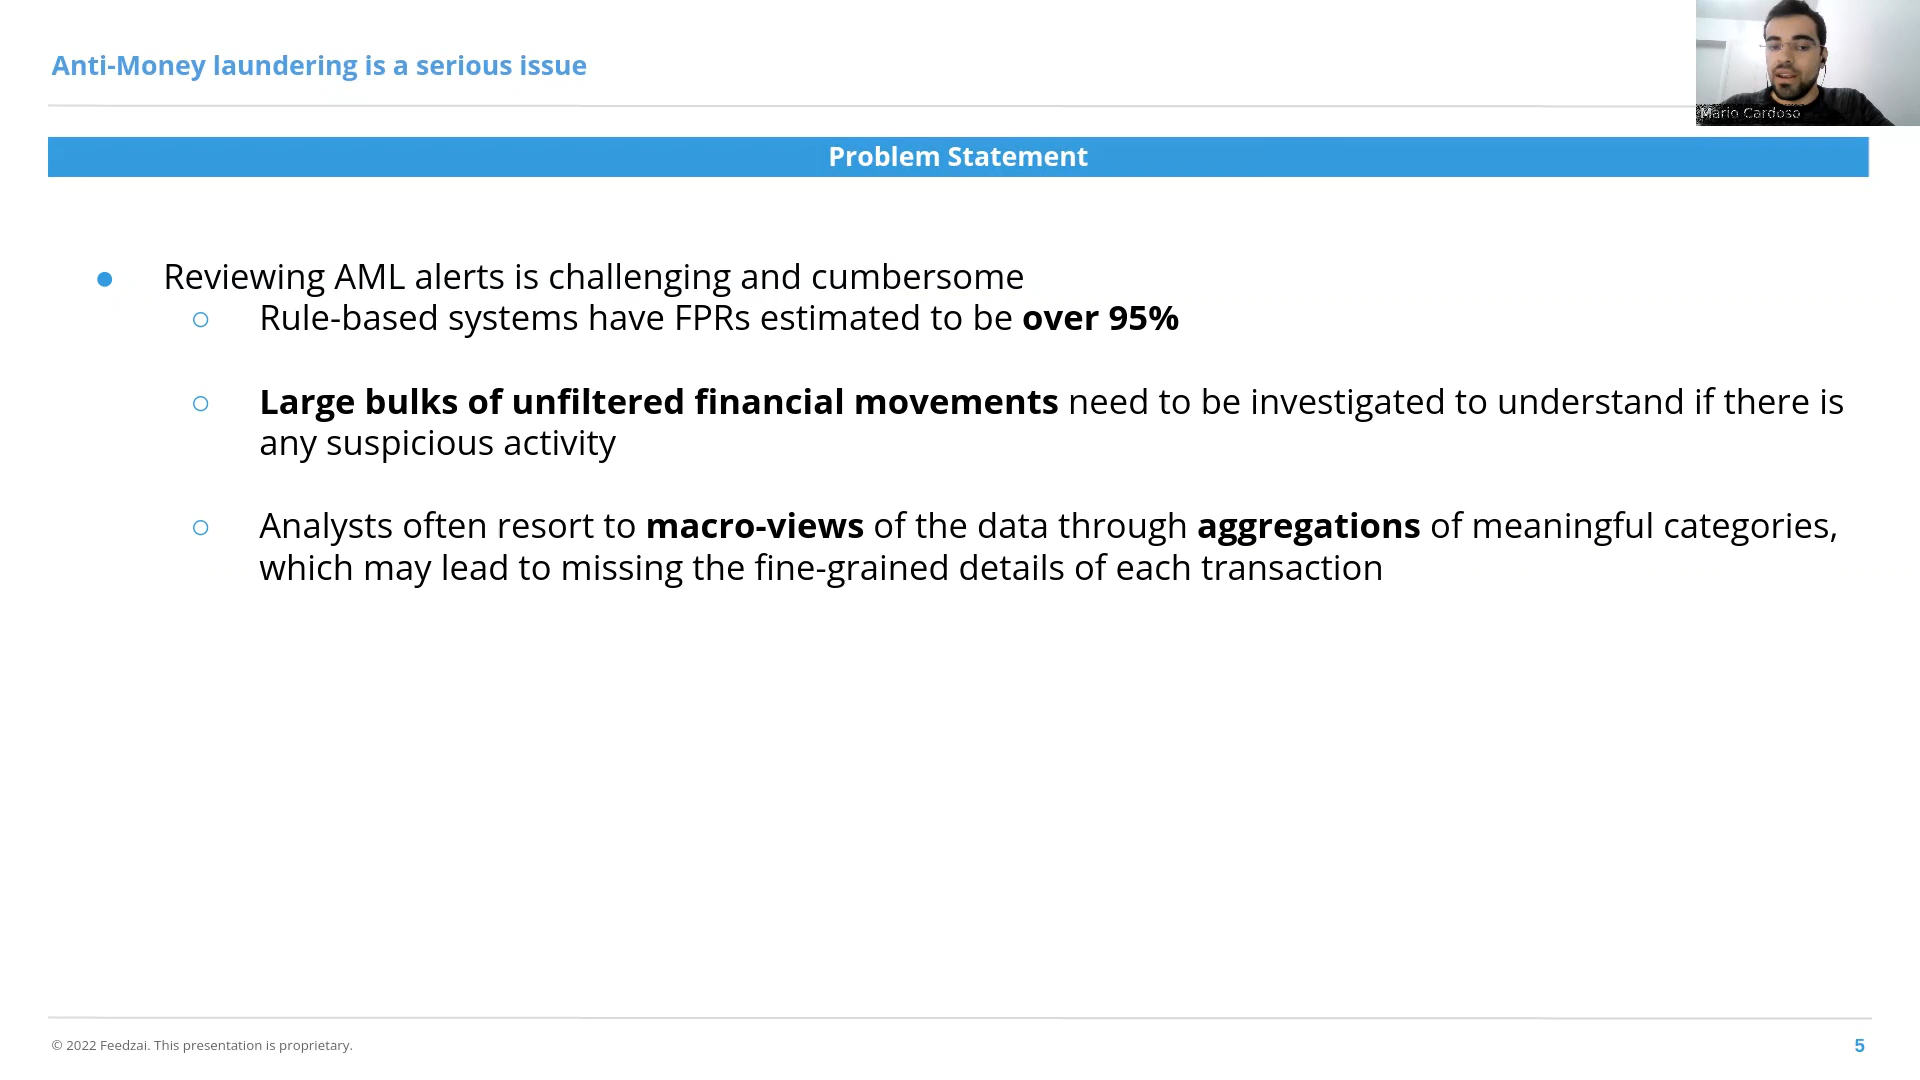 Anti-Money laundering is a serious issue
Mario Cardoso
Problem Statement
● Reviewing AML alerts is challenging and cumbersome
○ Rule-based systems have FPRs estimated to be over 95%
○ Large bulks of unfiltered financial movements need to be investigated to understand if there is
any suspicious activity
○ Analysts often resort to macro-views of the data through aggregations of meaningful categories,
which may lead to missing the fine-grained details of each transaction
© 2022 Feedzai. This presentation is proprietary.
5